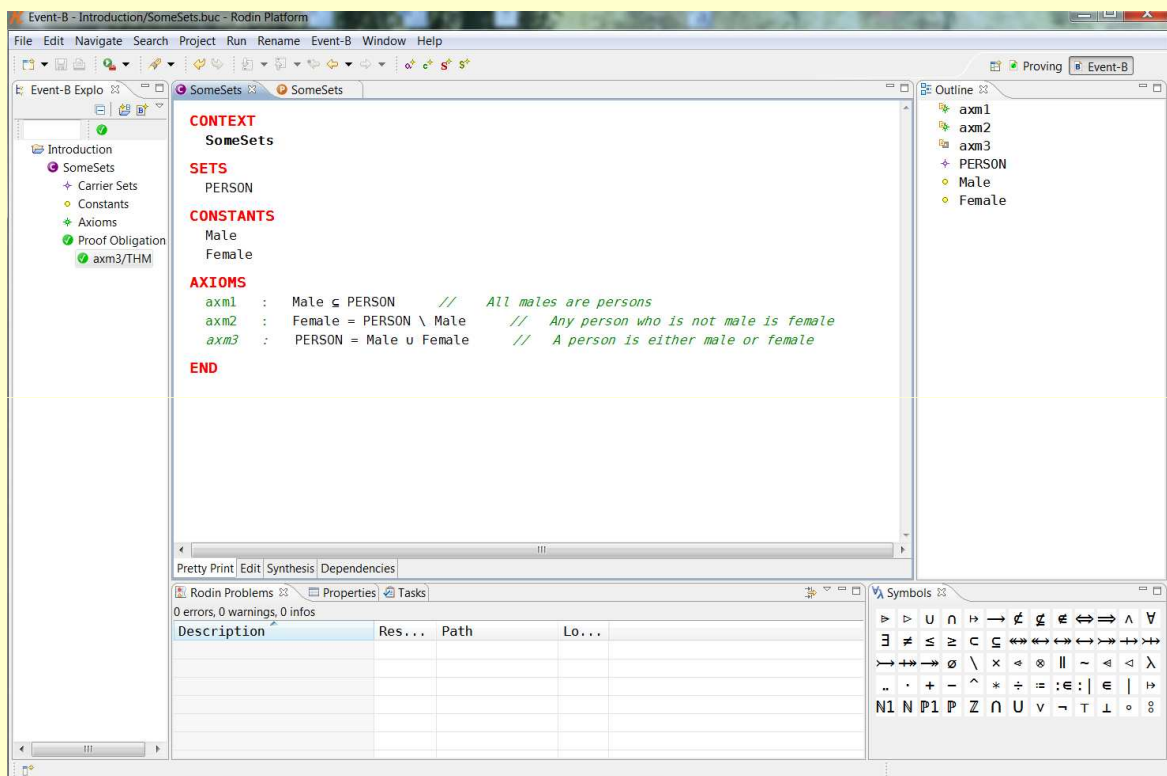 Event-B - Introduction/SomeSets.buc - Rodin Platform
File Edit Navigate Search Project Run Rename Event-B Window Help
Proving Event-B
Event-B Explo
Introduction
SomeSets
Carrier Sets
Constants
Axioms
Proof Obligation
axm3/THM
SomeSets SomeSets
CONTEXT
SomeSets
SETS
PERSON
CONSTANTS
Male
Female
AXIOMS
axm1 : Male ⊆ PERSON // All males are persons
axm2 : Female = PERSON \ Male // Any person who is not male is female
axm3 : PERSON = Male ∪ Female // A person is either male or female
END
Pretty Print Edit Synthesis Dependencies
Outline
axm1
axm2
axm3
PERSON
Male
Female
Rodin Problems Properties Tasks
0 errors, 0 warnings, 0 infos
Description Res... Path Lo...
Symbols
⩥ ▷ ∪ ∩ ↦ → ⊄ ⊈ ∉ ⇔ ⇒ ∧ ∀
∃ ≠ ≤ ≥ ⊂ ⊆
∅ \ × ⊗ ∥ ∼ ⩤ ◁ λ
‥ · + − ^ ∗ ÷ ≔ :∈ :∣ ∈ ∣ ↦
ℕ1 ℕ ℙ1 ℙ ℤ ⋂ ⋃ ∨ ¬ ⊤ ⊥ ∘